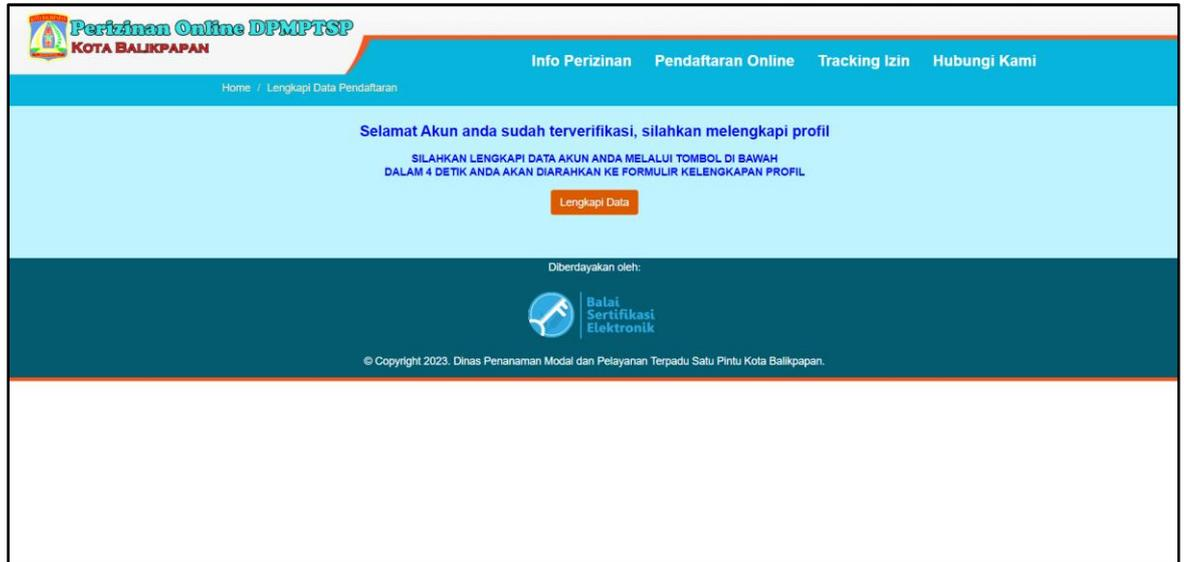 Perizinan Online DPMPTSP
KOTA BALIKPAPAN
Info Perizinan Pendaftaran Online Tracking Izin Hubungi Kami
Home / Lengkapi Data Pendaftaran
Selamat Akun anda sudah terverifikasi, silahkan melengkapi profil
SILAHKAN LENGKAPI DATA AKUN ANDA MELALUI TOMBOL DI BAWAH
DALAM 4 DETIK ANDA AKAN DIARAHKAN KE FORMULIR KELENGKAPAN PROFIL
Lengkapi Data
Diberdayakan oleh:
Balai
Sertifikasi
Elektronik
© Copyright 2023. Dinas Penanaman Modal dan Pelayanan Terpadu Satu Pintu Kota Balikpapan.